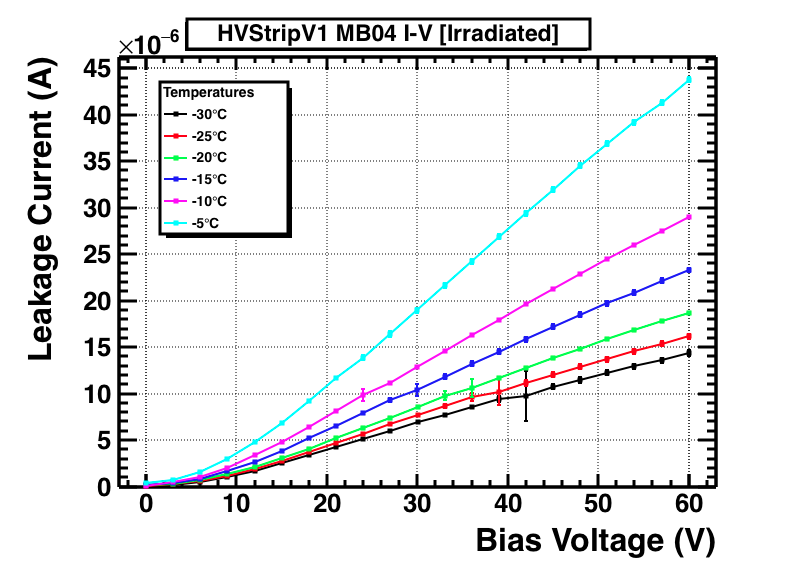 HVStripV1 MB04 I-V [Irradiated]
×10⁻⁶
Leakage Current (A)
45
40
35
30
25
20
15
10
5
0
Temperatures
-30°C
-25°C
-20°C
-15°C
-10°C
-5°C
0 10 20 30 40 50 60
Bias Voltage (V)